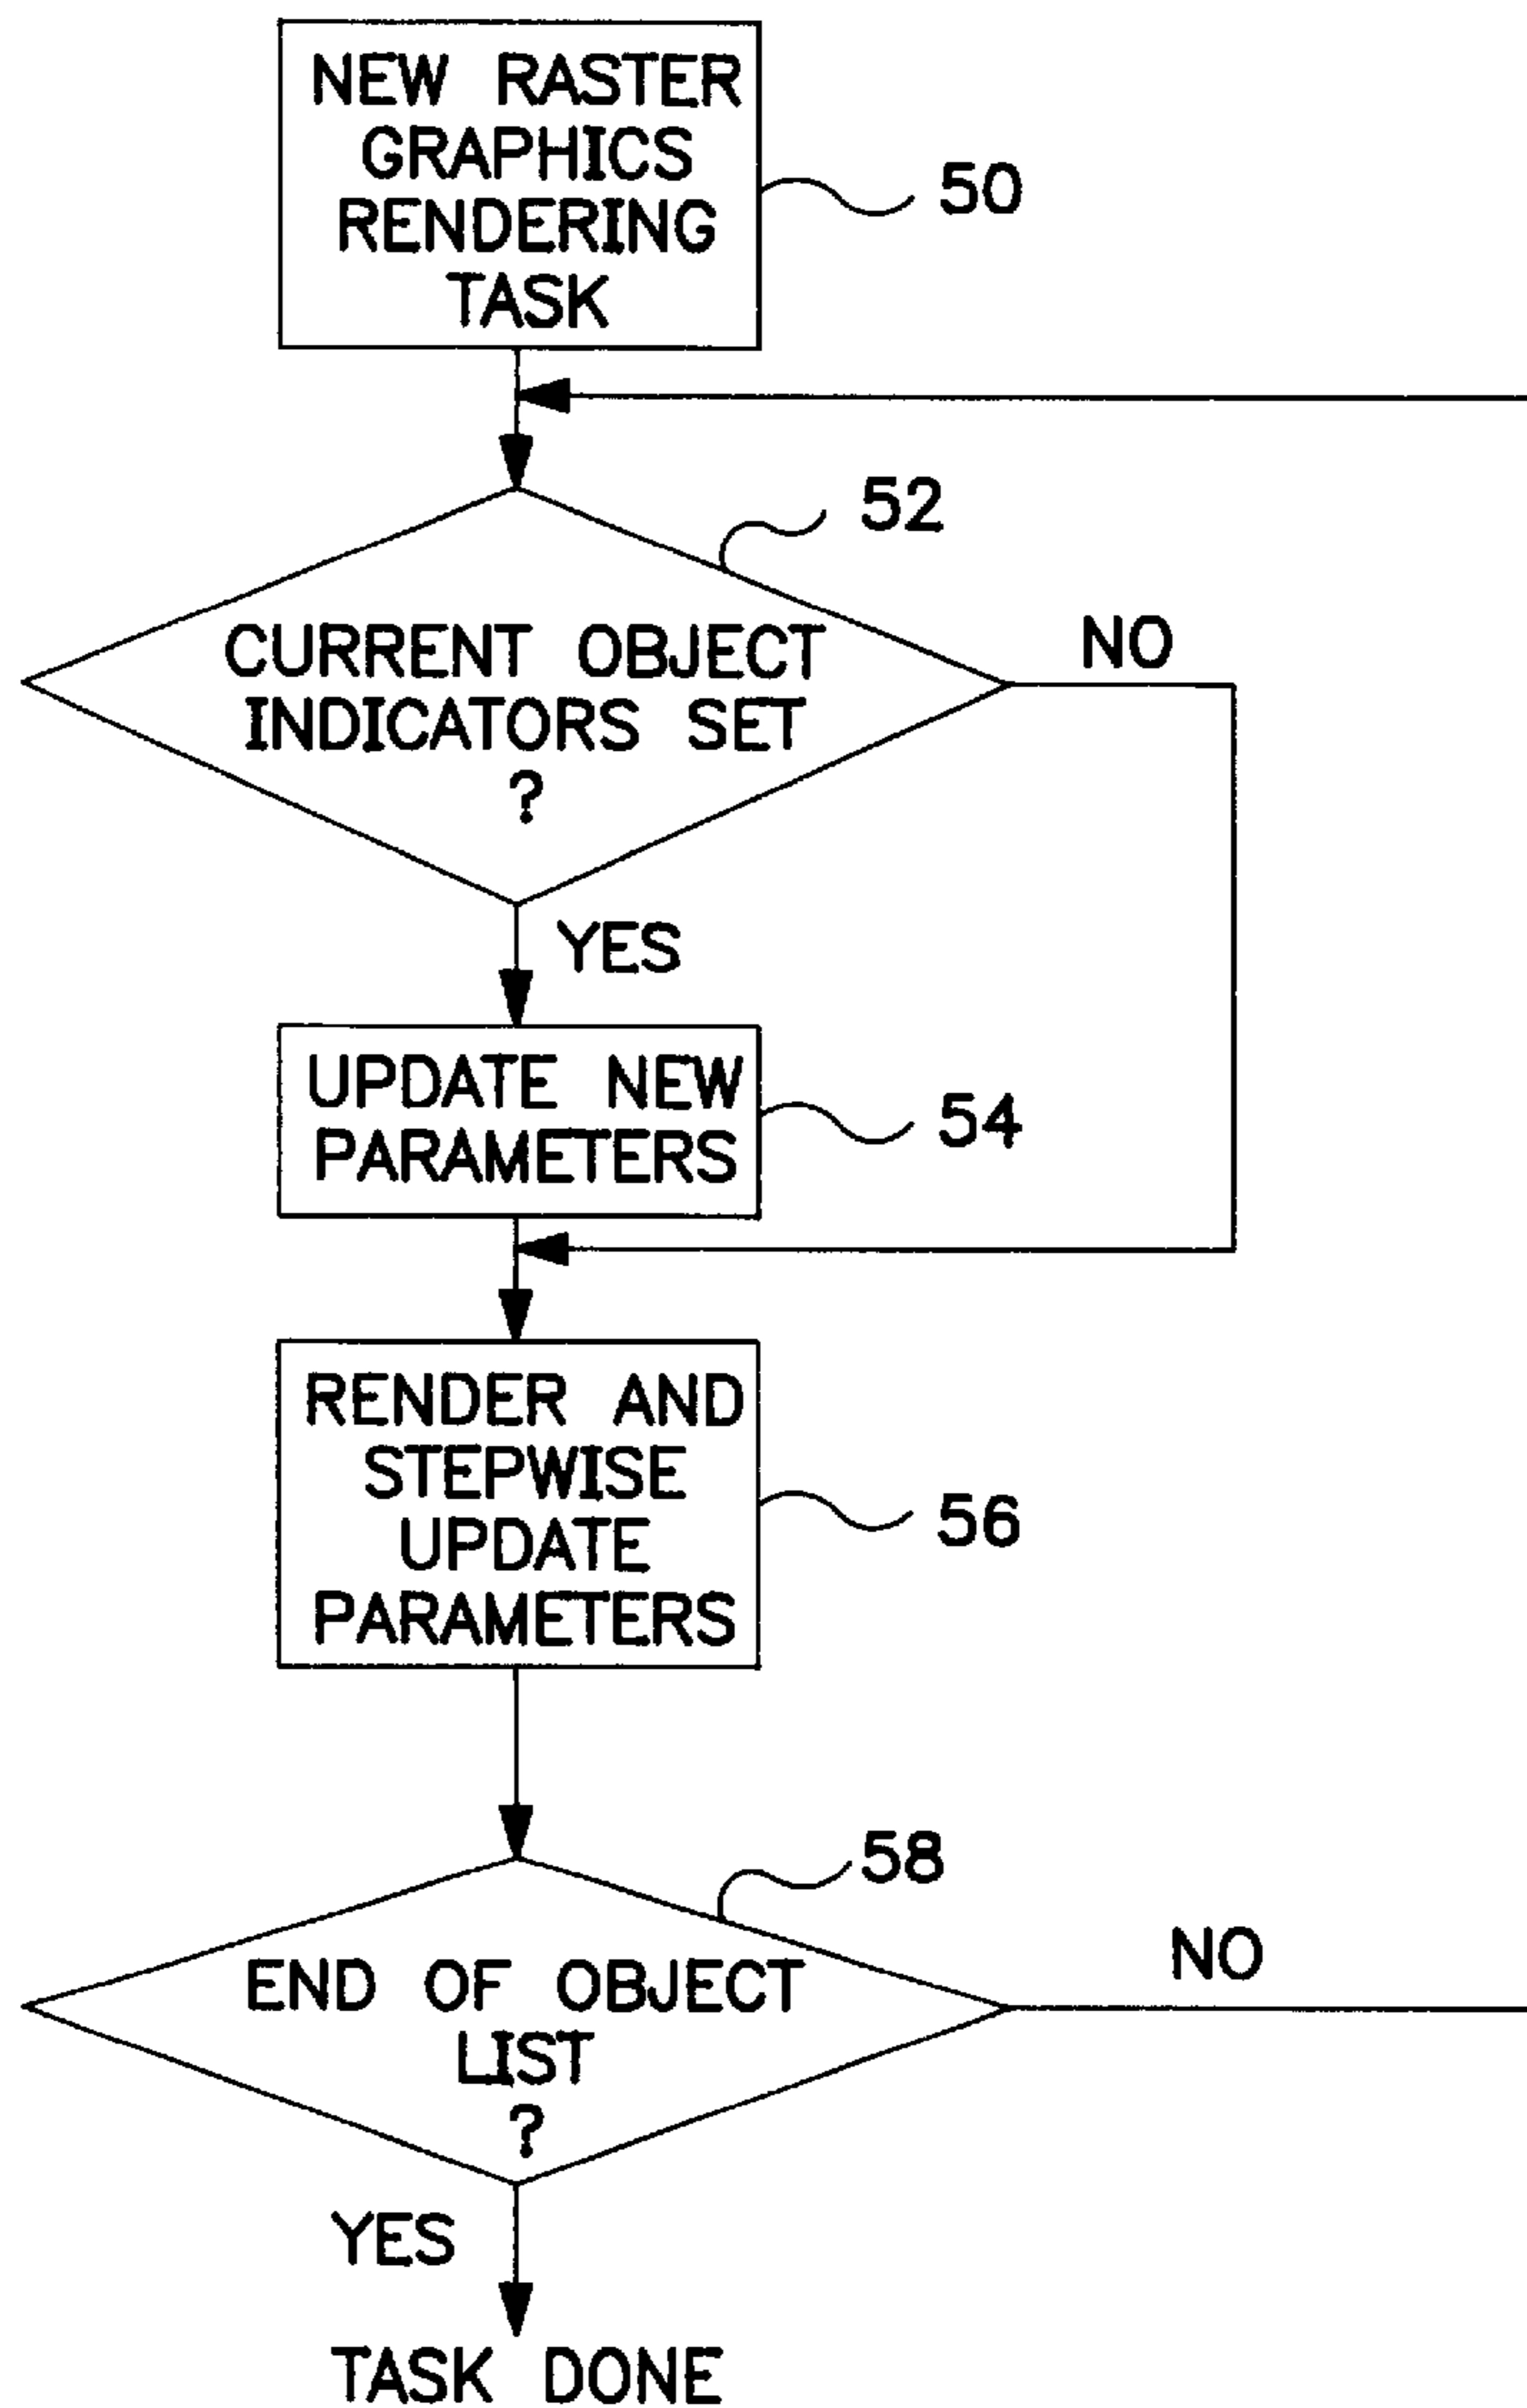 NEW RASTER
GRAPHICS
RENDERING
TASK
50
52
CURRENT OBJECT
INDICATORS SET
?
NO
YES
UPDATE NEW
PARAMETERS
54
RENDER AND
STEPWISE
UPDATE
PARAMETERS
56
58
END OF OBJECT
LIST
?
NO
YES
TASK DONE